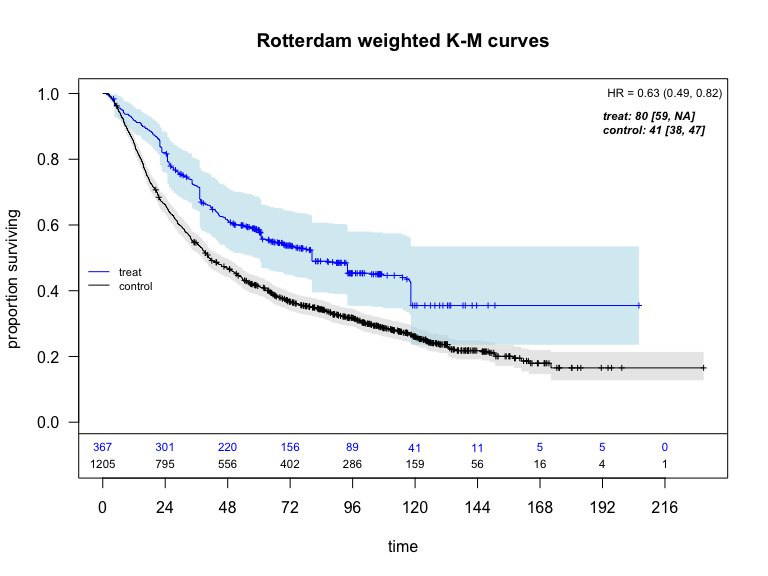 Rotterdam weighted K-M curves
HR = 0.63 (0.49, 0.82)
treat: 80 [59, NA]
control: 41 [38, 47]
proportion surviving
1.0
0.8
0.6
0.4
0.2
0.0
treat
control
367 301 220 156 89 41 11 5 5 0
1205 795 556 402 286 159 56 16 4 1
0 24 48 72 96 120 144 168 192 216
time